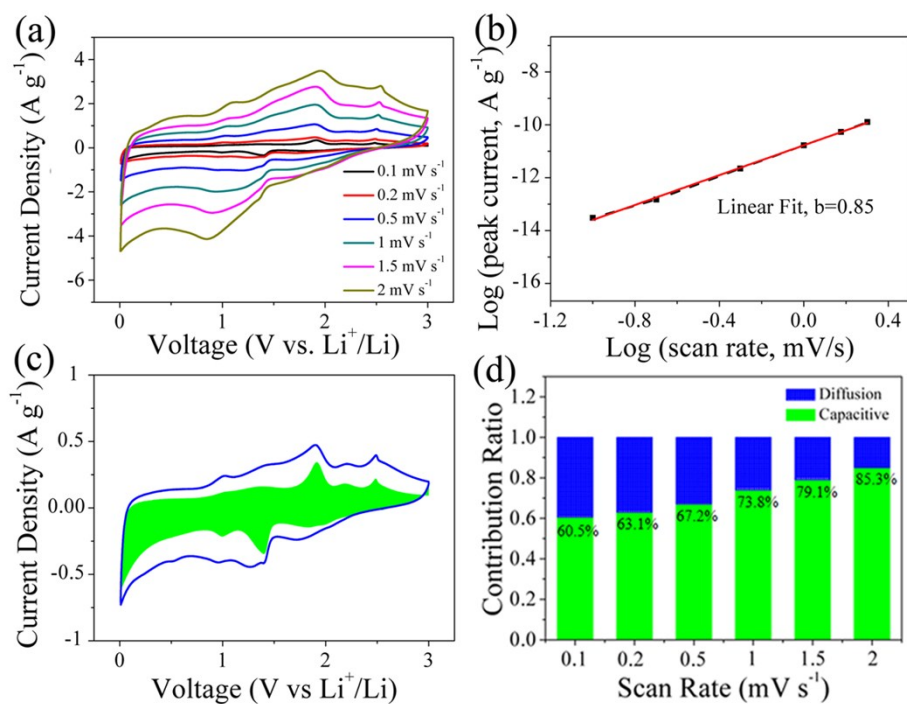 (a)
Current Density (A g⁻¹)
4
2
0
-2
-4
-6
0.1 mV s⁻¹
0.2 mV s⁻¹
0.5 mV s⁻¹
1 mV s⁻¹
1.5 mV s⁻¹
2 mV s⁻¹
0 1 2 3
Voltage (V vs. Li⁺/Li)
(b)
Log (peak current, A g⁻¹)
-8
-10
-12
-14
-16
Linear Fit, b=0.85
-1.2 -0.8 -0.4 0.0 0.4
Log (scan rate, mV/s)
(c)
Current Density (A g⁻¹)
1
0.5
0.00
-0.5
-1
0 1 2 3
Voltage (V vs Li⁺/Li)
(d)
Contribution Ratio
1.2
1.0
0.8
0.6
0.4
0.2
0.0
Diffusion
Capacitive
60.5% 63.1% 67.2% 73.8% 79.1% 85.3%
0.1 0.2 0.5 1 1.5 2
Scan Rate (mV s⁻¹)